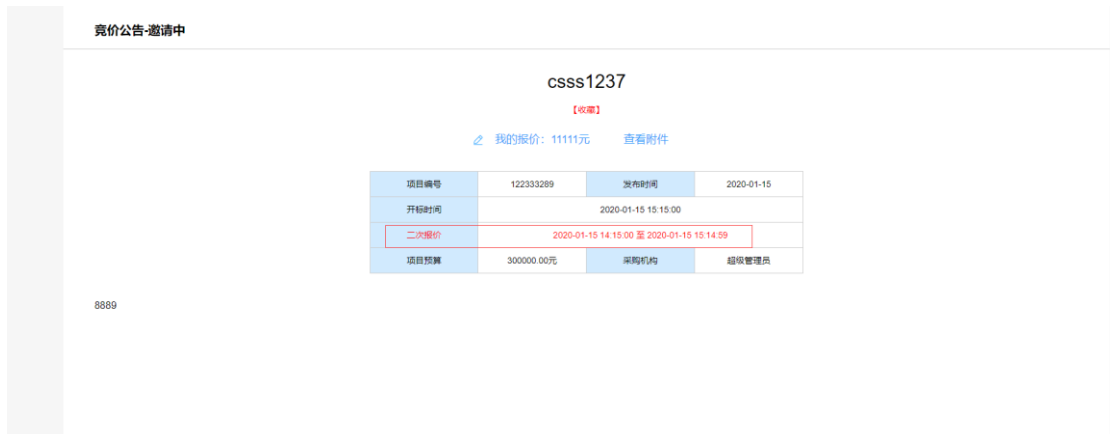 竞价公告-邀请中
csss1237
【收藏】
我的报价：11111元 查看附件
项目编号 122333289 发布时间 2020-01-15
开标时间 2020-01-15 15:15:00
二次报价 2020-01-15 14:15:00 至 2020-01-15 15:14:59
项目预算 300000.00元 采购机构 超级管理员
8889